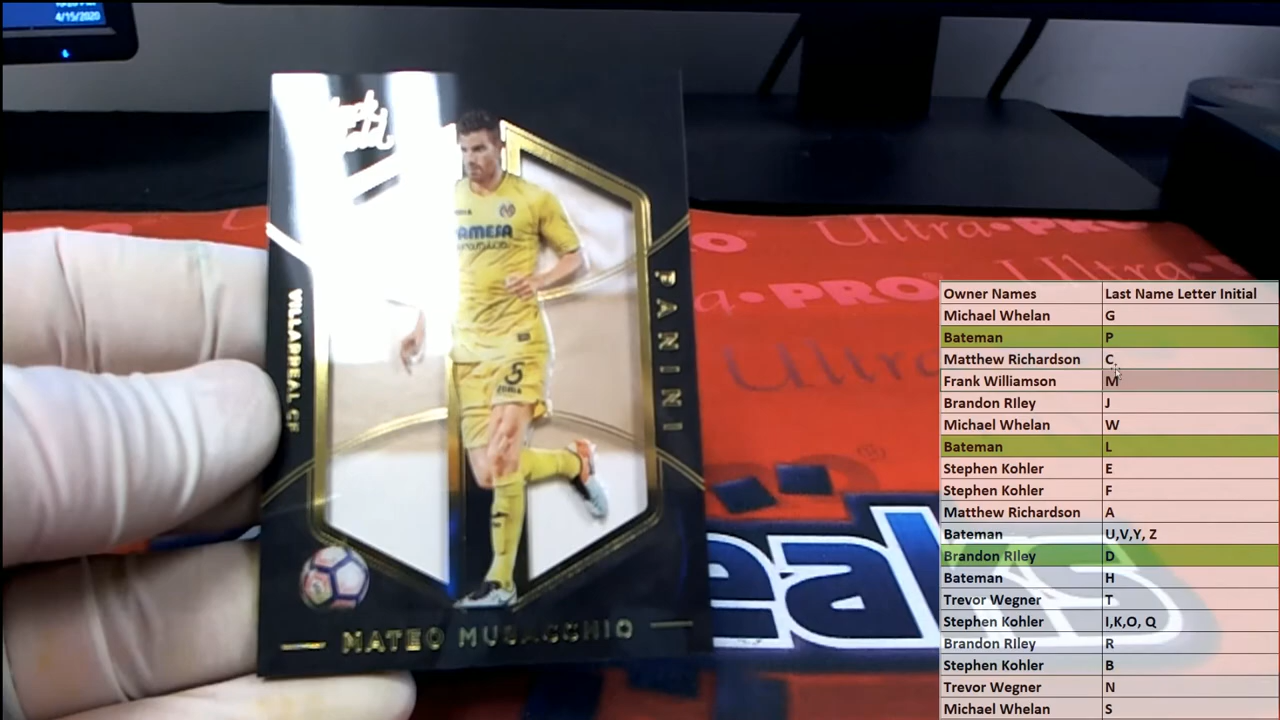 4/15/2020
PANINI
VILLARREAL CF
5
MATEO MUSACCHIO
Ultra•PRO
Owner Names Last Name Letter Initial
Michael Whelan G
Bateman P
Matthew Richardson C
Frank Williamson M
Brandon RIley J
Michael Whelan W
Bateman L
Stephen Kohler E
Stephen Kohler F
Matthew Richardson A
Bateman U,V,Y, Z
Brandon RIley D
Bateman H
Trevor Wegner T
Stephen Kohler I,K,O, Q
Brandon RIley R
Stephen Kohler B
Trevor Wegner N
Michael Whelan S